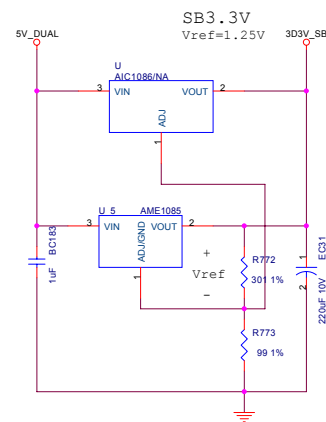 SB3.3V
Vref=1.25V
5V_DUAL
3D3V_SB
U
AIC1086/NA
3
VIN
VOUT
2
ADJ
1
U 5
AME1085
3
VIN
VOUT
2
ADJ/GND
1
+
Vref
-
BC183
1uF
R772
301 1%
R773
99 1%
1
2
EC31
220uF 10V